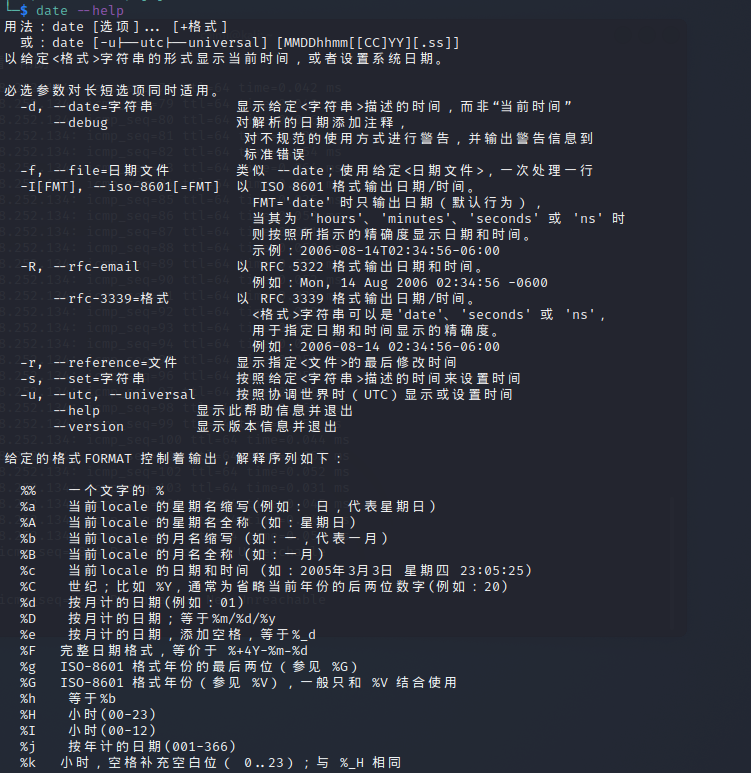 └─$ date --help
用法：date [选项]... [+格式]
或：date [-u|--utc|--universal] [MMDDhhmm[[CC]YY][.ss]]
以给定<格式>字符串的形式显示当前时间，或者设置系统日期。
必选参数对长短选项同时适用。
-d, --date=字符串 显示给定<字符串>描述的时间，而非“当前时间”
--debug 对解析的日期添加注释，
对不规范的使用方式进行警告，并输出警告信息到
标准错误
-f, --file=日期文件 类似 --date；使用给定<日期文件>，一次处理一行
-I[FMT], --iso-8601[=FMT] 以 ISO 8601 格式输出日期/时间。
FMT='date' 时只输出日期（默认行为），
当其为 'hours'、'minutes'、'seconds' 或 'ns' 时
则按照所指示的精确度显示日期和时间。
示例：2006-08-14T02:34:56-06:00
-R, --rfc-email 以 RFC 5322 格式输出日期和时间。
例如：Mon, 14 Aug 2006 02:34:56 -0600
--rfc-3339=格式 以 RFC 3339 格式输出日期/时间。
<格式>字符串可以是'date'、'seconds' 或 'ns'，
用于指定日期和时间显示的精确度。
例如：2006-08-14 02:34:56-06:00
-r, --reference=文件 显示指定<文件>的最后修改时间
-s, --set=字符串 按照给定<字符串>描述的时间来设置时间
-u, --utc, --universal 按照协调世界时（UTC）显示或设置时间
--help 显示此帮助信息并退出
--version 显示版本信息并退出
给定的格式FORMAT 控制着输出，解释序列如下：
%% 一个文字的 %
%a 当前locale 的星期名缩写(例如： 日，代表星期日)
%A 当前locale 的星期名全称 (如：星期日)
%b 当前locale 的月名缩写 (如：一，代表一月)
%B 当前locale 的月名全称 (如：一月)
%c 当前locale 的日期和时间 (如：2005年3月3日 星期四 23:05:25)
%C 世纪；比如 %Y，通常为省略当前年份的后两位数字(例如：20)
%d 按月计的日期(例如：01)
%D 按月计的日期；等于%m/%d/%y
%e 按月计的日期，添加空格，等于%_d
%F 完整日期格式，等价于 %+4Y-%m-%d
%g ISO-8601 格式年份的最后两位（参见 %G）
%G ISO-8601 格式年份（参见 %V），一般只和 %V 结合使用
%h 等于%b
%H 小时(00-23)
%I 小时(00-12)
%j 按年计的日期(001-366)
%k 小时，空格补充空白位（ 0..23）；与 %_H 相同